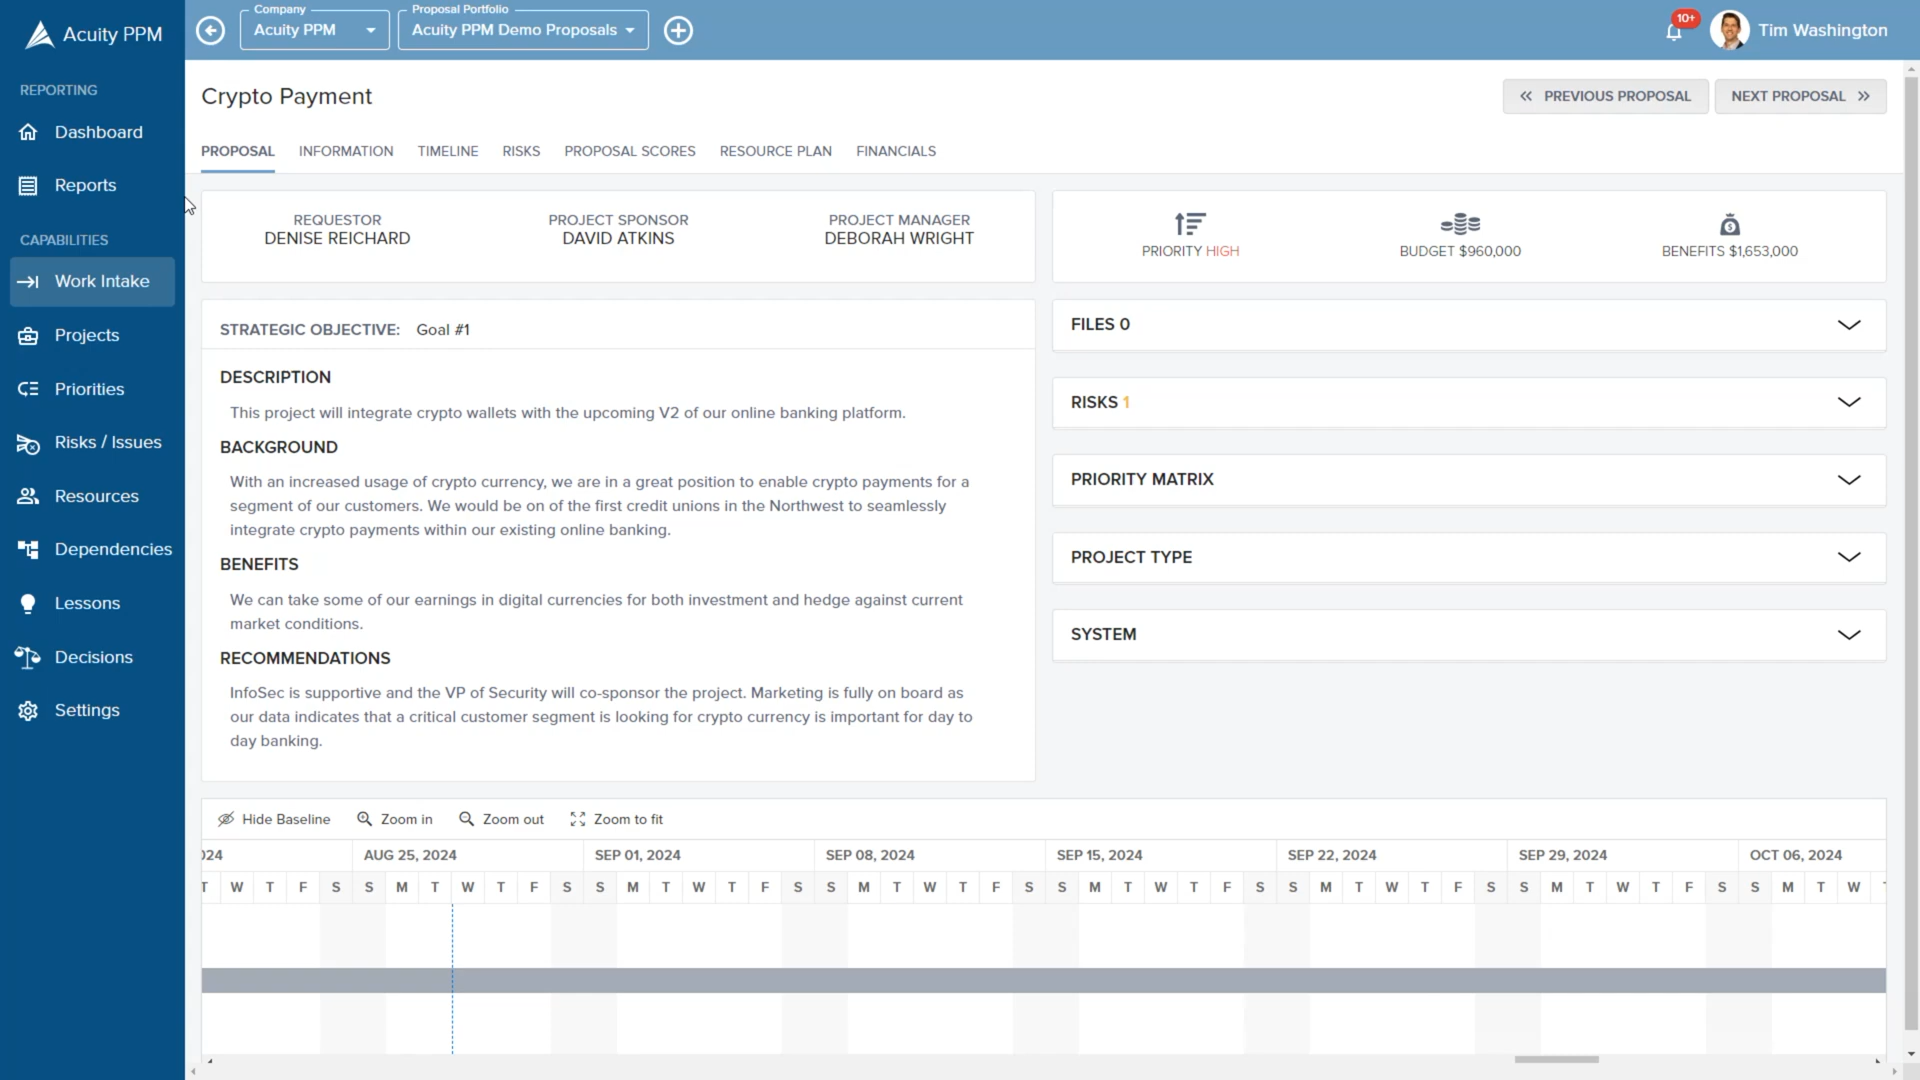 Acuity PPM
Company
Acuity PPM
Proposal Portfolio
Acuity PPM Demo Proposals
10+
Tim Washington
REPORTING
Dashboard
Reports
CAPABILITIES
Work Intake
Projects
Priorities
Risks / Issues
Resources
Dependencies
Lessons
Decisions
Settings
Crypto Payment
PREVIOUS PROPOSAL
NEXT PROPOSAL
PROPOSAL INFORMATION TIMELINE RISKS PROPOSAL SCORES RESOURCE PLAN FINANCIALS
REQUESTOR
DENISE REICHARD
PROJECT SPONSOR
DAVID ATKINS
PROJECT MANAGER
DEBORAH WRIGHT
PRIORITY HIGH
BUDGET $960,000
BENEFITS $1,653,000
STRATEGIC OBJECTIVE: Goal #1
DESCRIPTION
This project will integrate crypto wallets with the upcoming V2 of our online banking platform.
BACKGROUND
With an increased usage of crypto currency, we are in a great position to enable crypto payments for a
segment of our customers. We would be on of the first credit unions in the Northwest to seamlessly
integrate crypto payments within our existing online banking.
BENEFITS
We can take some of our earnings in digital currencies for both investment and hedge against current
market conditions.
RECOMMENDATIONS
InfoSec is supportive and the VP of Security will co-sponsor the project. Marketing is fully on board as
our data indicates that a critical customer segment is looking for crypto currency is important for day to
day banking.
FILES 0
RISKS 1
PRIORITY MATRIX
PROJECT TYPE
SYSTEM
Hide Baseline Zoom in Zoom out Zoom to fit
024 AUG 25, 2024 SEP 01, 2024 SEP 08, 2024 SEP 15, 2024 SEP 22, 2024 SEP 29, 2024 OCT 06, 2024
T W T F S S M T W T F S S M T W T F S S M T W T F S S M T W T F S S M T W T F S S M T W T F S S M T W T